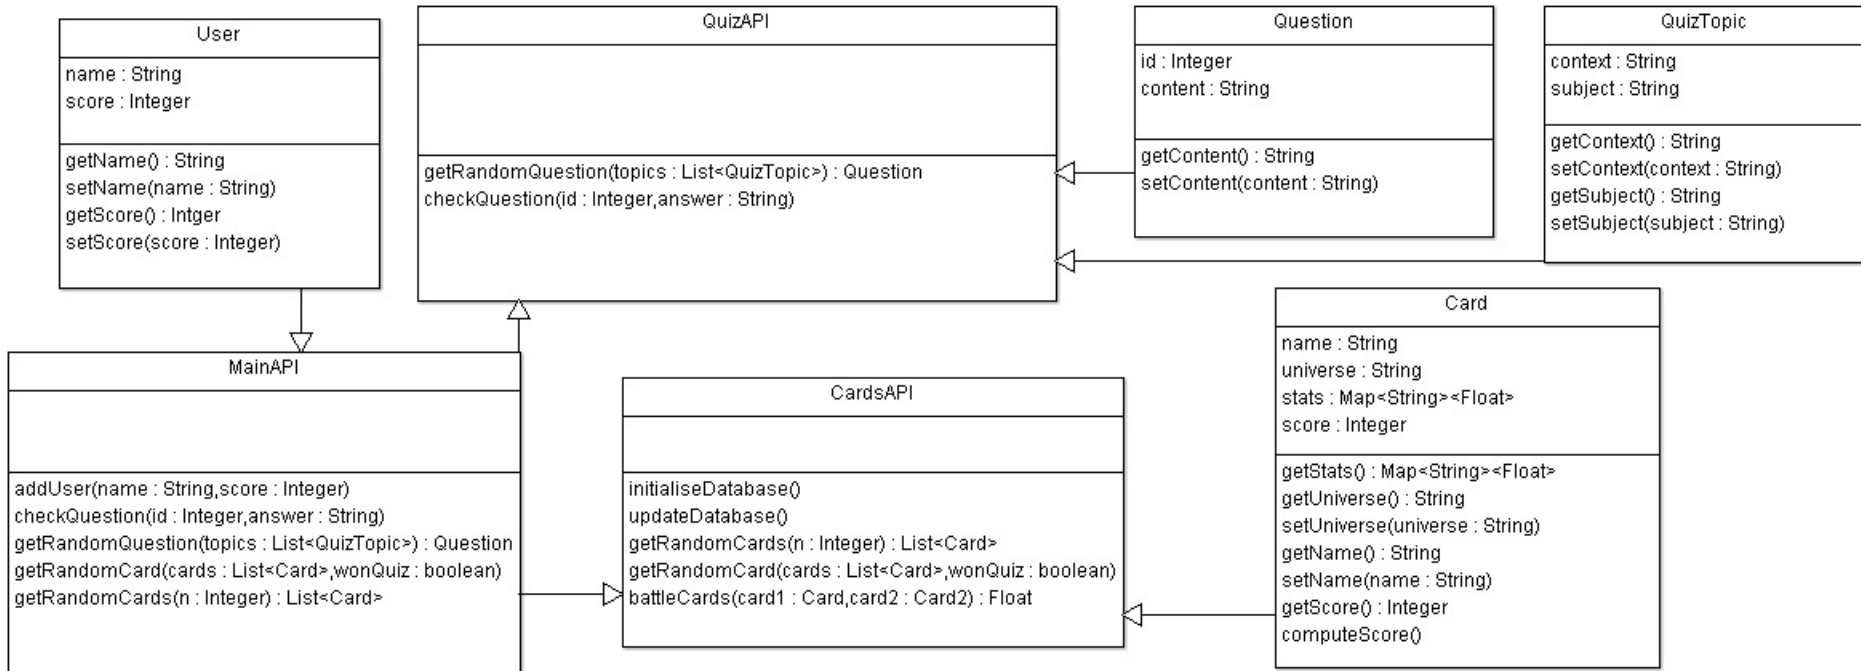 User
name : String
score : Integer
getName() : String
setName(name : String)
getScore() : Intger
setScore(score : Integer)
QuizAPI
getRandomQuestion(topics : List<QuizTopic>) : Question
checkQuestion(id : Integer,answer : String)
Question
id : Integer
content : String
getContent() : String
setContent(content : String)
QuizTopic
context : String
subject : String
getContext() : String
setContext(context : String)
getSubject() : String
setSubject(subject : String)
MainAPI
addUser(name : String,score : Integer)
checkQuestion(id : Integer,answer : String)
getRandomQuestion(topics : List<QuizTopic>) : Question
getRandomCard(cards : List<Card>,wonQuiz : boolean)
getRandomCards(n : Integer) : List<Card>
CardsAPI
initialiseDatabase()
updateDatabase()
getRandomCards(n : Integer) : List<Card>
getRandomCard(cards : List<Card>,wonQuiz : boolean)
battleCards(card1 : Card,card2 : Card2) : Float
Card
name : String
universe : String
stats : Map<String><Float>
score : Integer
getStats() : Map<String><Float>
getUniverse() : String
setUniverse(universe : String)
getName() : String
setName(name : String)
getScore() : Integer
computeScore()